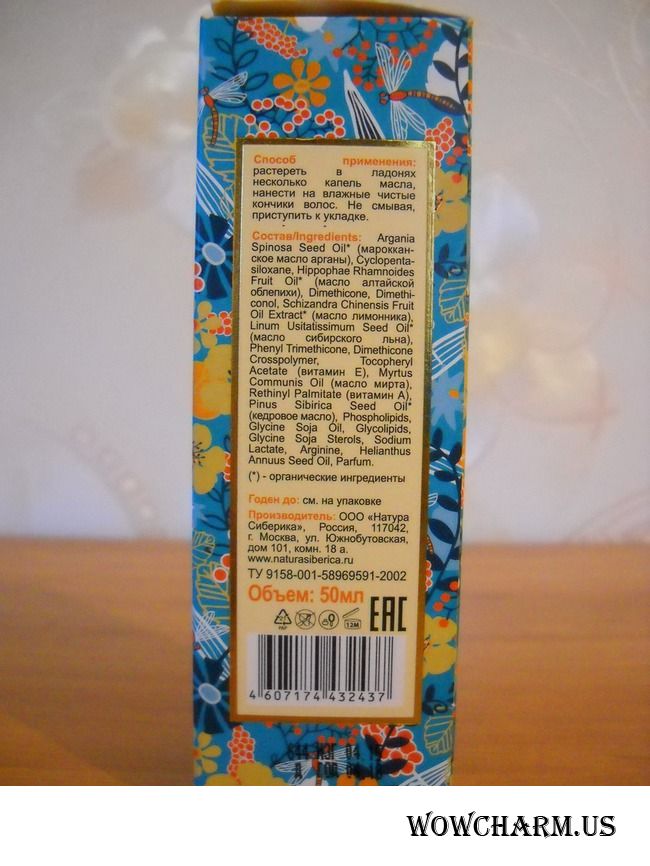 Способ применения:
растереть в ладонях
несколько капель масла,
нанести на влажные чистые
кончики волос. Не смывая,
приступить к укладке.
Состав/Ingredients: Argania
Spinosa Seed Oil* (мароккан-
ское масло арганы), Cyclopenta-
siloxane, Hippophae Rhamnoides
Fruit Oil* (масло алтайской
облепихи), Dimethicone, Dimethi-
conol, Schizandra Chinensis Fruit
Oil Extract* (масло лимонника),
Linum Usitatissimum Seed Oil*
(масло сибирского льна),
Phenyl Trimethicone, Dimethicone
Crosspolymer, Tocopheryl
Acetate (витамин Е), Myrtus
Communis Oil (масло мирта),
Rethinyl Palmitate (витамин А),
Pinus Sibirica Seed Oil*
(кедровое масло), Phospholipids,
Glycine Soja Oil, Glycolipids,
Glycine Soja Sterols, Sodium
Lactate, Arginine, Helianthus
Annuus Seed Oil, Parfum.
(*) - органические ингредиенты
Годен до: см. на упаковке
Производитель: ООО «Натура
Сиберика», Россия, 117042,
г. Москва, ул. Южнобутовская,
дом 101, комн. 18 а.
www.naturasiberica.ru
ТУ 9158-001-58969591-2002
Объем: 50мл
PAP 12M EAC
4 607174 432437
WOWCHARM.US